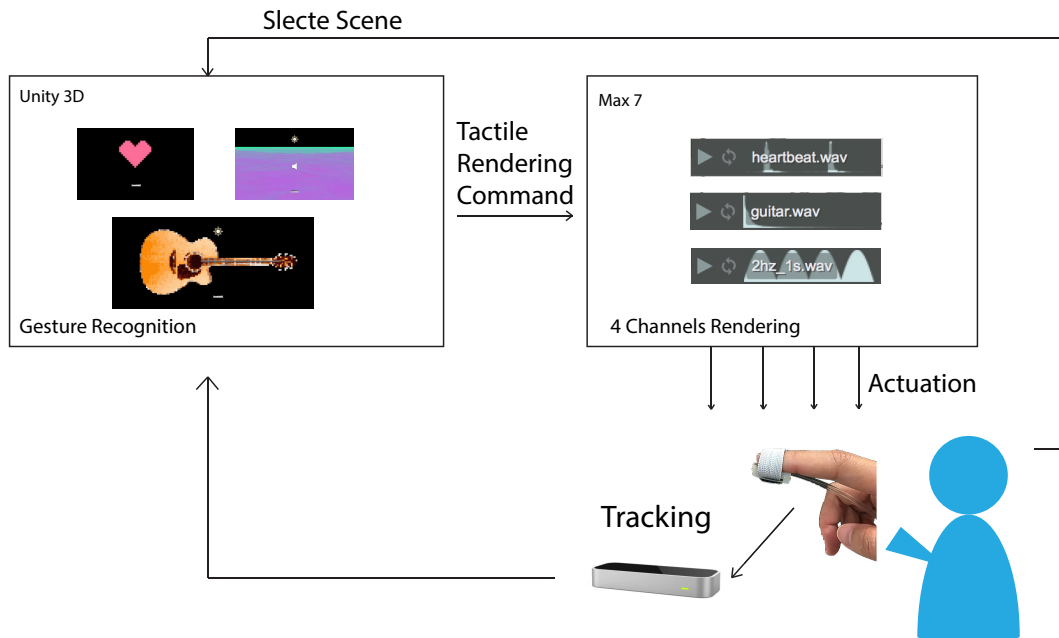 Slecte Scene
Unity 3D
Gesture Recognition
Tactile
Rendering
Command
Max 7
heartbeat.wav
guitar.wav
2hz_1s.wav
4 Channels Rendering
Actuation
Tracking